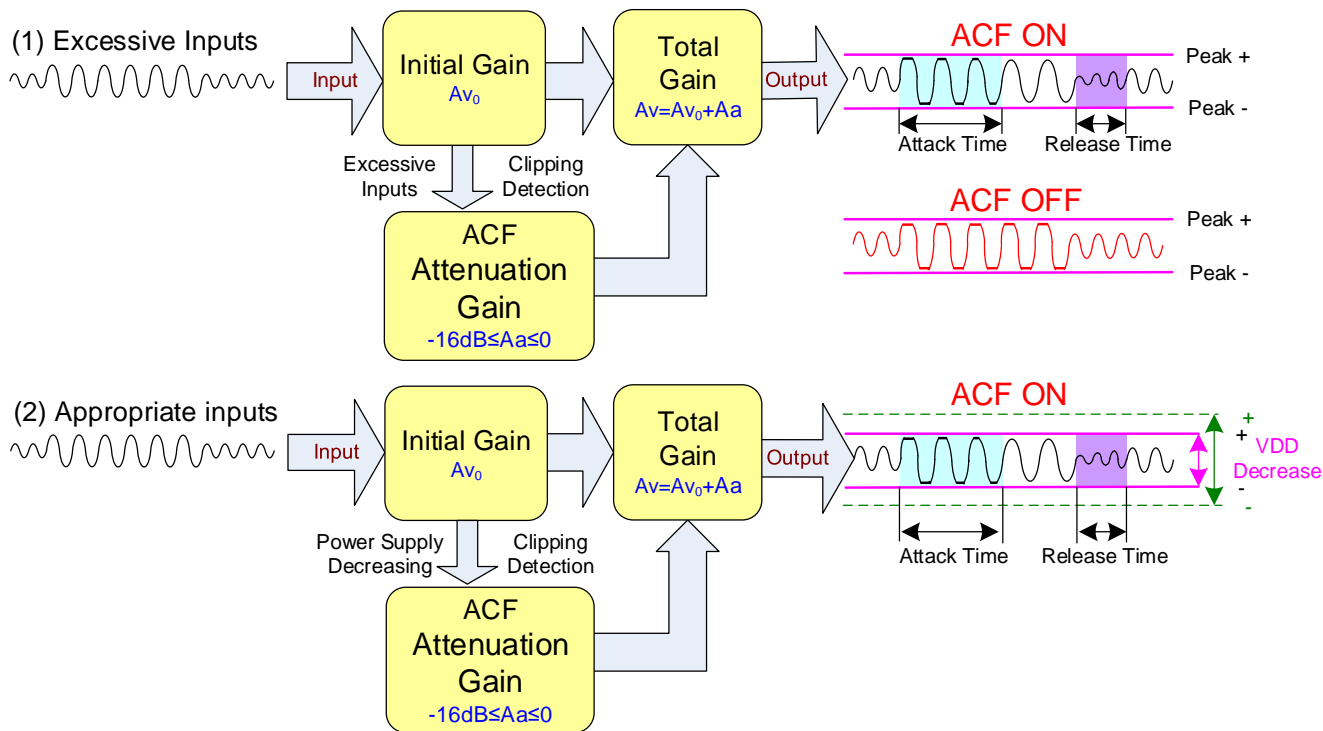 (1) Excessive Inputs
Input
Initial Gain
Av0
Total
Gain
Av=Av0+Aa
Output
ACF ON
Peak +
Peak -
Attack Time
Release Time
Excessive
Inputs
Clipping
Detection
ACF
Attenuation
Gain
-16dB≤Aa≤0
ACF OFF
Peak +
Peak -
(2) Appropriate inputs
Input
Initial Gain
Av0
Total
Gain
Av=Av0+Aa
Output
ACF ON
+
+
VDD
Decrease
-
-
Attack Time
Release Time
Power Supply
Decreasing
Clipping
Detection
ACF
Attenuation
Gain
-16dB≤Aa≤0